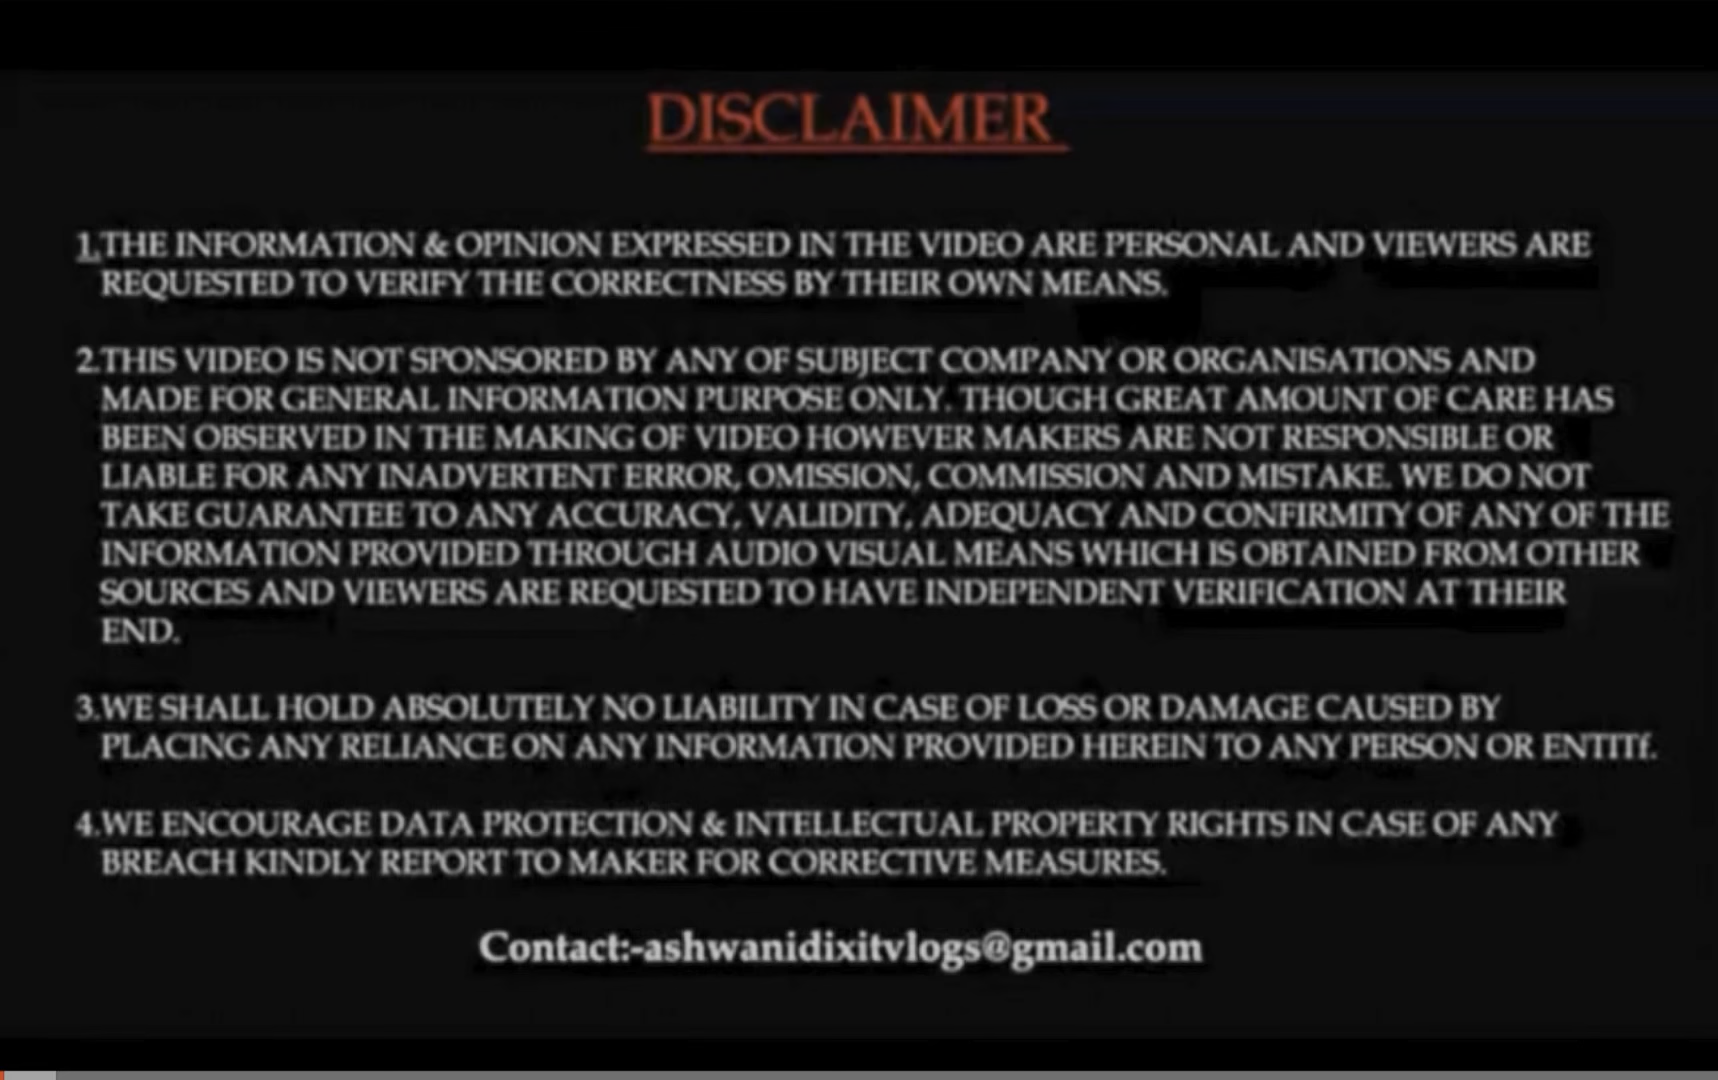 DISCLAIMER
1.THE INFORMATION & OPINION EXPRESSED IN THE VIDEO ARE PERSONAL AND VIEWERS ARE
REQUESTED TO VERIFY THE CORRECTNESS BY THEIR OWN MEANS.
2.THIS VIDEO IS NOT SPONSORED BY ANY OF SUBJECT COMPANY OR ORGANISATIONS AND
MADE FOR GENERAL INFORMATION PURPOSE ONLY. THOUGH GREAT AMOUNT OF CARE HAS
BEEN OBSERVED IN THE MAKING OF VIDEO HOWEVER MAKERS ARE NOT RESPONSIBLE OR
LIABLE FOR ANY INADVERTENT ERROR, OMISSION, COMMISSION AND MISTAKE. WE DO NOT
TAKE GUARANTEE TO ANY ACCURACY, VALIDITY, ADEQUACY AND CONFIRMITY OF ANY OF THE
INFORMATION PROVIDED THROUGH AUDIO VISUAL MEANS WHICH IS OBTAINED FROM OTHER
SOURCES AND VIEWERS ARE REQUESTED TO HAVE INDEPENDENT VERIFICATION AT THEIR
END.
3.WE SHALL HOLD ABSOLUTELY NO LIABILITY IN CASE OF LOSS OR DAMAGE CAUSED BY
PLACING ANY RELIANCE ON ANY INFORMATION PROVIDED HEREIN TO ANY PERSON OR ENTITf.
4.WE ENCOURAGE DATA PROTECTION & INTELLECTUAL PROPERTY RIGHTS IN CASE OF ANY
BREACH KINDLY REPORT TO MAKER FOR CORRECTIVE MEASURES.
Contact:-ashwanidixitvlogs@gmail.com